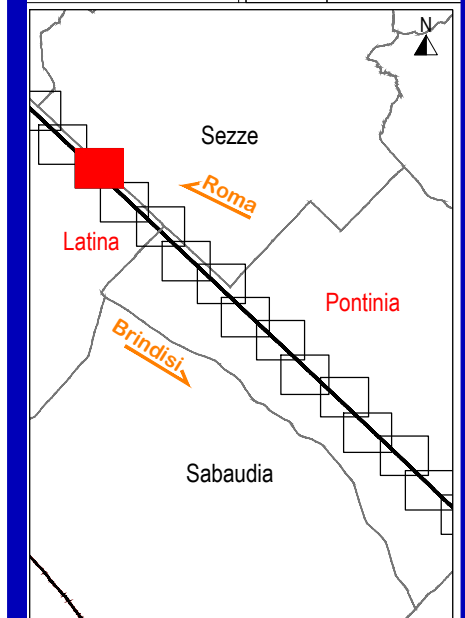 N
Sezze
Roma
Latina
Pontinia
Brindisi
Sabaudia